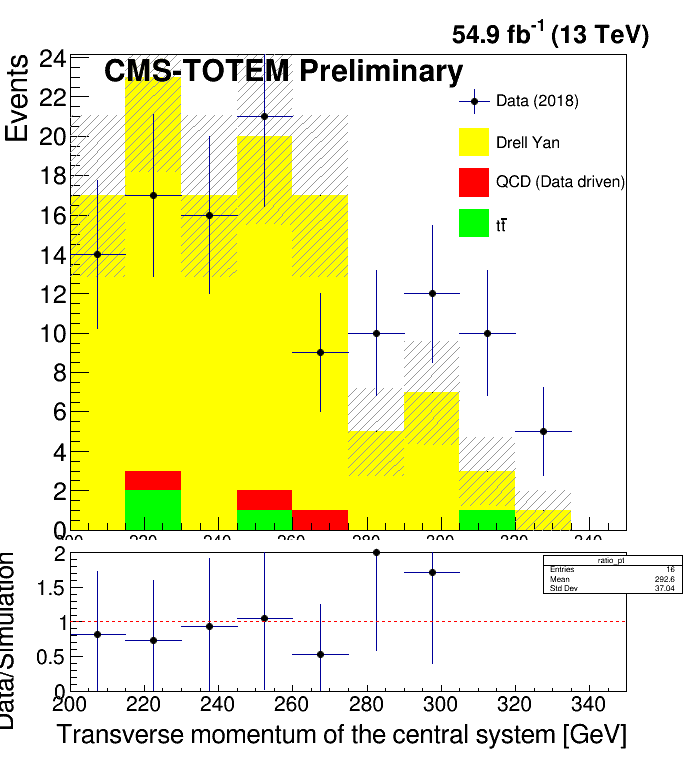 54.9 fb-1 (13 TeV)
CMS-TOTEM Preliminary
Events
24
22
20
18
16
14
12
10
8
6
4
2
0
Data (2018)
Drell Yan
QCD (Data driven)
tt̄
200 220 240 260 280 300 320 340
Data/Simulation
2
1.5
1
0.5
0
ratio_pt
Entries 16
Mean 292.6
Std Dev 37.04
200 220 240 260 280 300 320 340
Transverse momentum of the central system [GeV]